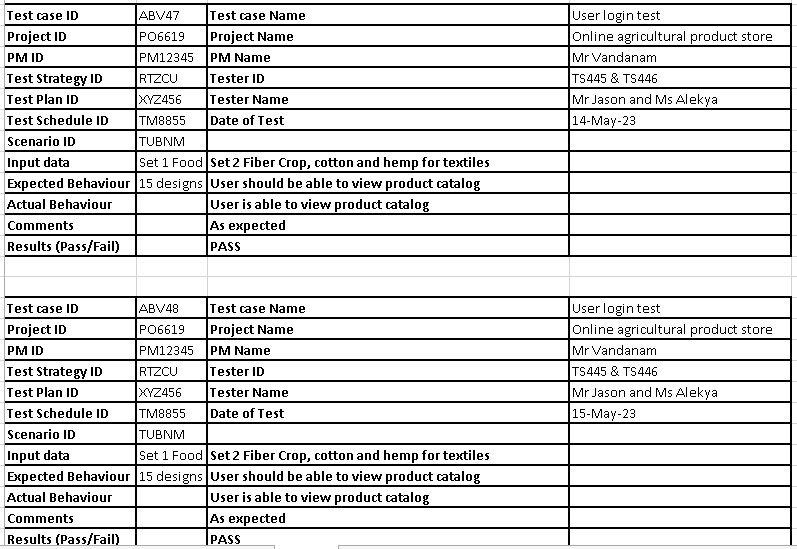 Test case ID ABV47 Test case Name User login test
Project ID PO6619 Project Name Online agricultural product store
PM ID PM12345 PM Name Mr Vandanam
Test Strategy ID RTZCU Tester ID TS445 & TS446
Test Plan ID XYZ456 Tester Name Mr Jason and Ms Alekya
Test Schedule ID TM8855 Date of Test 14-May-23
Scenario ID TUBNM
Input data Set 1 Food Set 2 Fiber Crop, cotton and hemp for textiles
Expected Behaviour 15 designs User should be able to view product catalog
Actual Behaviour User is able to view product catalog
Comments As expected
Results (Pass/Fail) PASS
Test case ID ABV48 Test case Name User login test
Project ID PO6619 Project Name Online agricultural product store
PM ID PM12345 PM Name Mr Vandanam
Test Strategy ID RTZCU Tester ID TS445 & TS446
Test Plan ID XYZ456 Tester Name Mr Jason and Ms Alekya
Test Schedule ID TM8855 Date of Test 15-May-23
Scenario ID TUBNM
Input data Set 1 Food Set 2 Fiber Crop, cotton and hemp for textiles
Expected Behaviour 15 designs User should be able to view product catalog
Actual Behaviour User is able to view product catalog
Comments As expected
Results (Pass/Fail) PASS